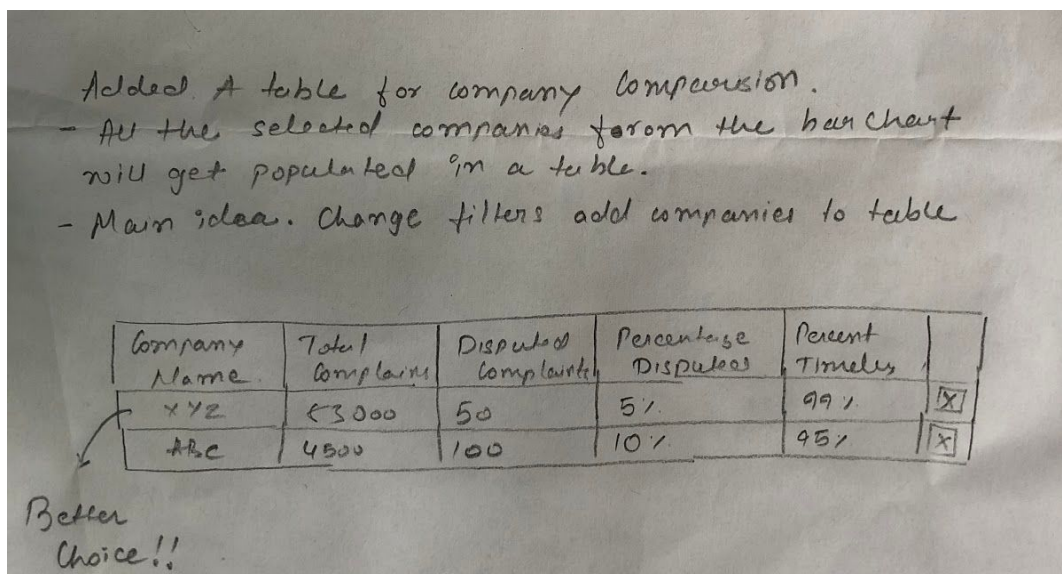 Added A table for company Comparision.
- All the selected companies from the bar chart
will get populated in a table.
- Main idea. Change filters add companies to table
Company Name Total Complains Disputed Complaints Percentage Disputes Percent Timeles
XYZ 3000 50 5% 99% X
ABC 4500 100 10% 95% X
Better
Choice!!